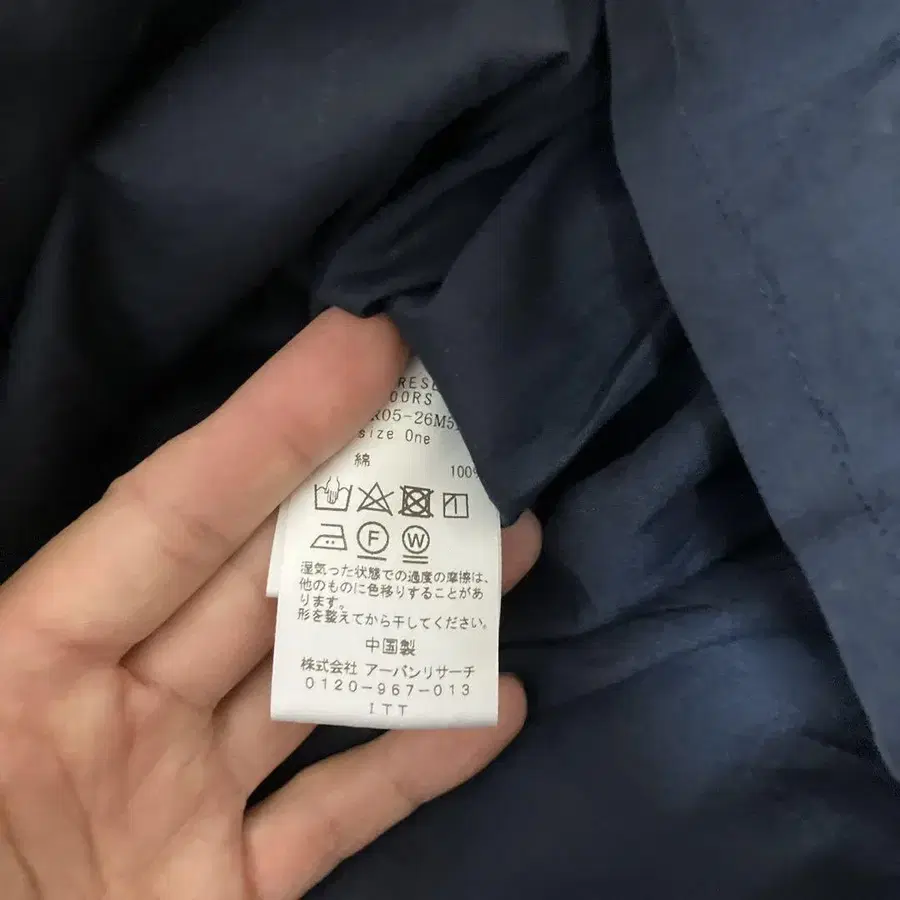 OORS
R05-26M5
size One
綿 100%
F W
湿気った状態での過度の摩擦は、
他のものに色移りすることがあ
ります。
形を整えてから干してください。
中国製
株式会社 アーバンリサーチ
0120-967-013
ITT